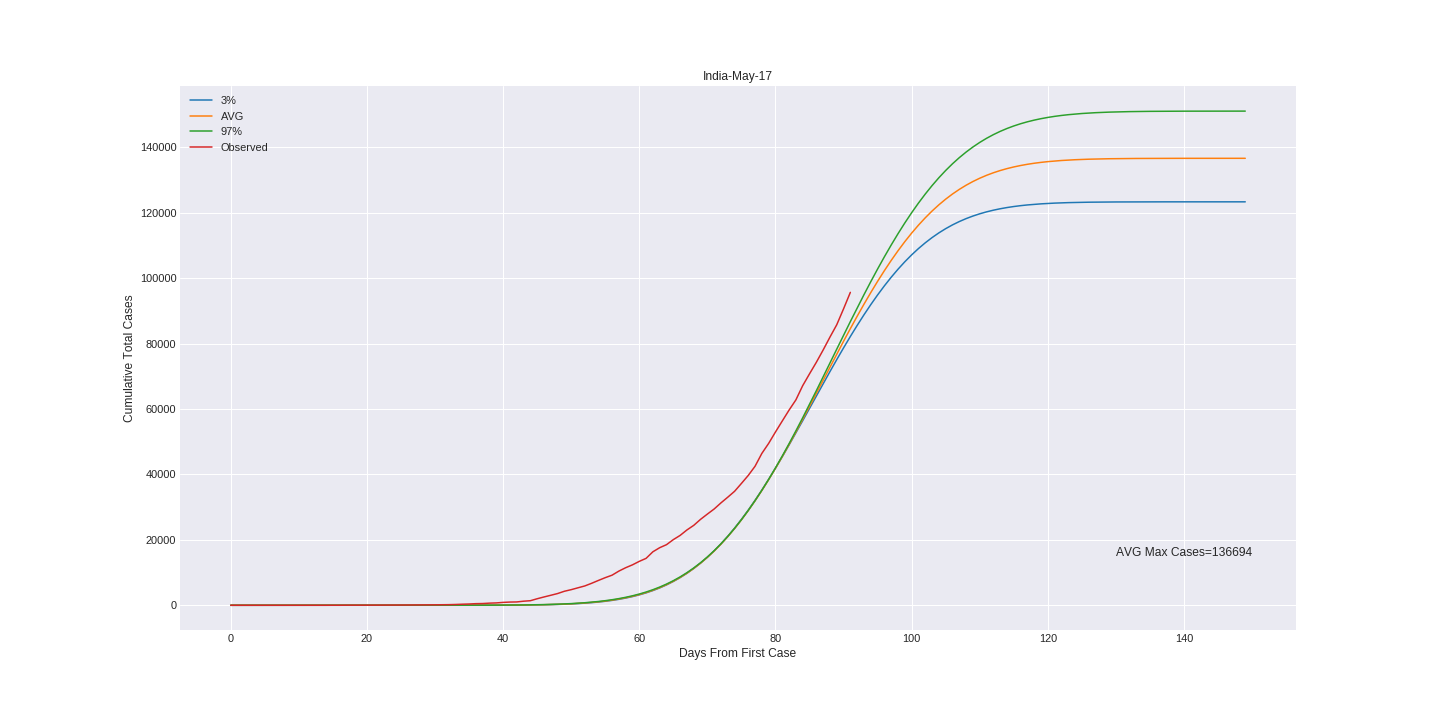 India-May-17
3%
AVG
97%
Observed
140000
120000
100000
80000
60000
40000
20000
0
Cumulative Total Cases
AVG Max Cases=136694
0 20 40 60 80 100 120 140
Days From First Case